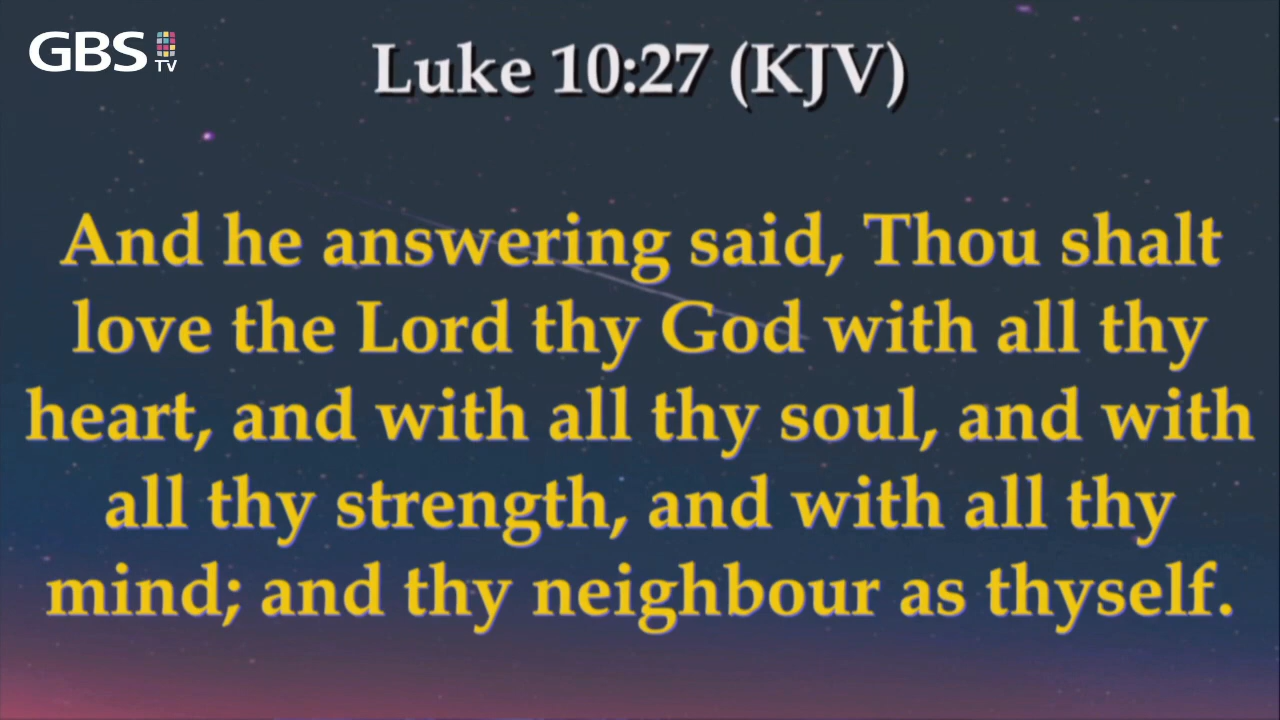 GBS TV
Luke 10:27 (KJV)
And he answering said, Thou shalt
love the Lord thy God with all thy
heart, and with all thy soul, and with
all thy strength, and with all thy
mind; and thy neighbour as thyself.